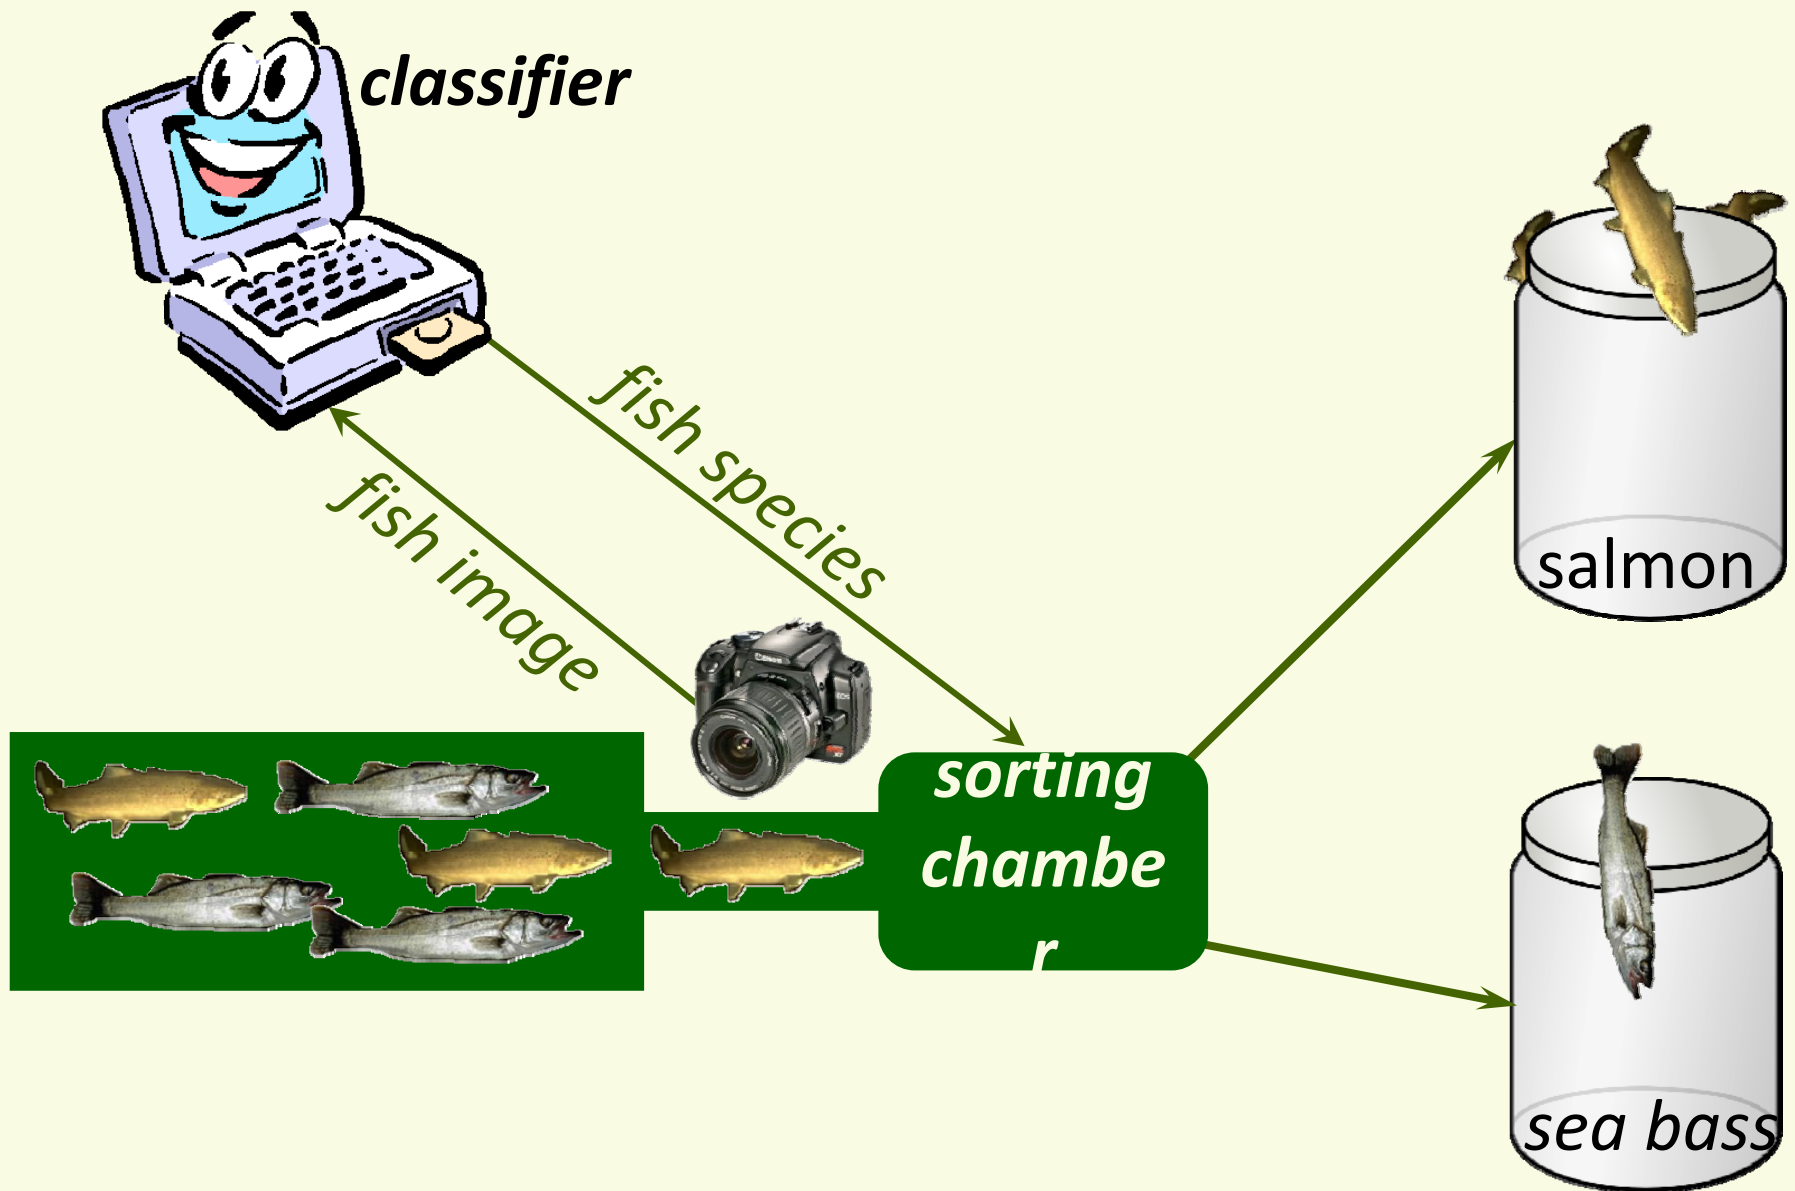 classifier
fish species
fish image
salmon
sorting
chambe
r
sea bass